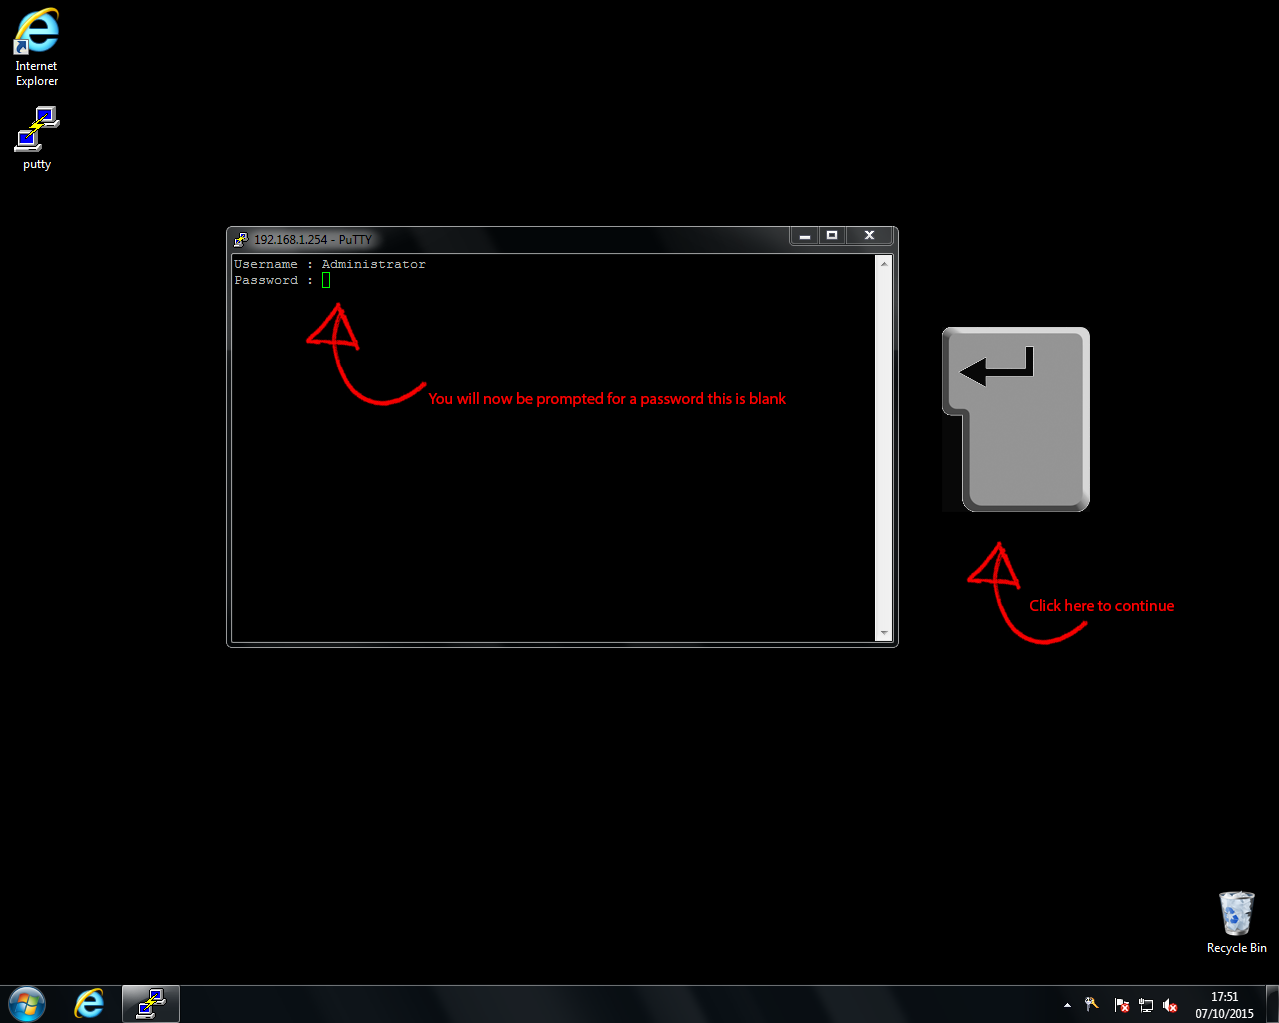 Internet
Explorer
putty
192.168.1.254 - PuTTY
Username : Administrator
Password :
You will now be prompted for a password this is blank
Click here to continue
Recycle Bin
17:51
07/10/2015